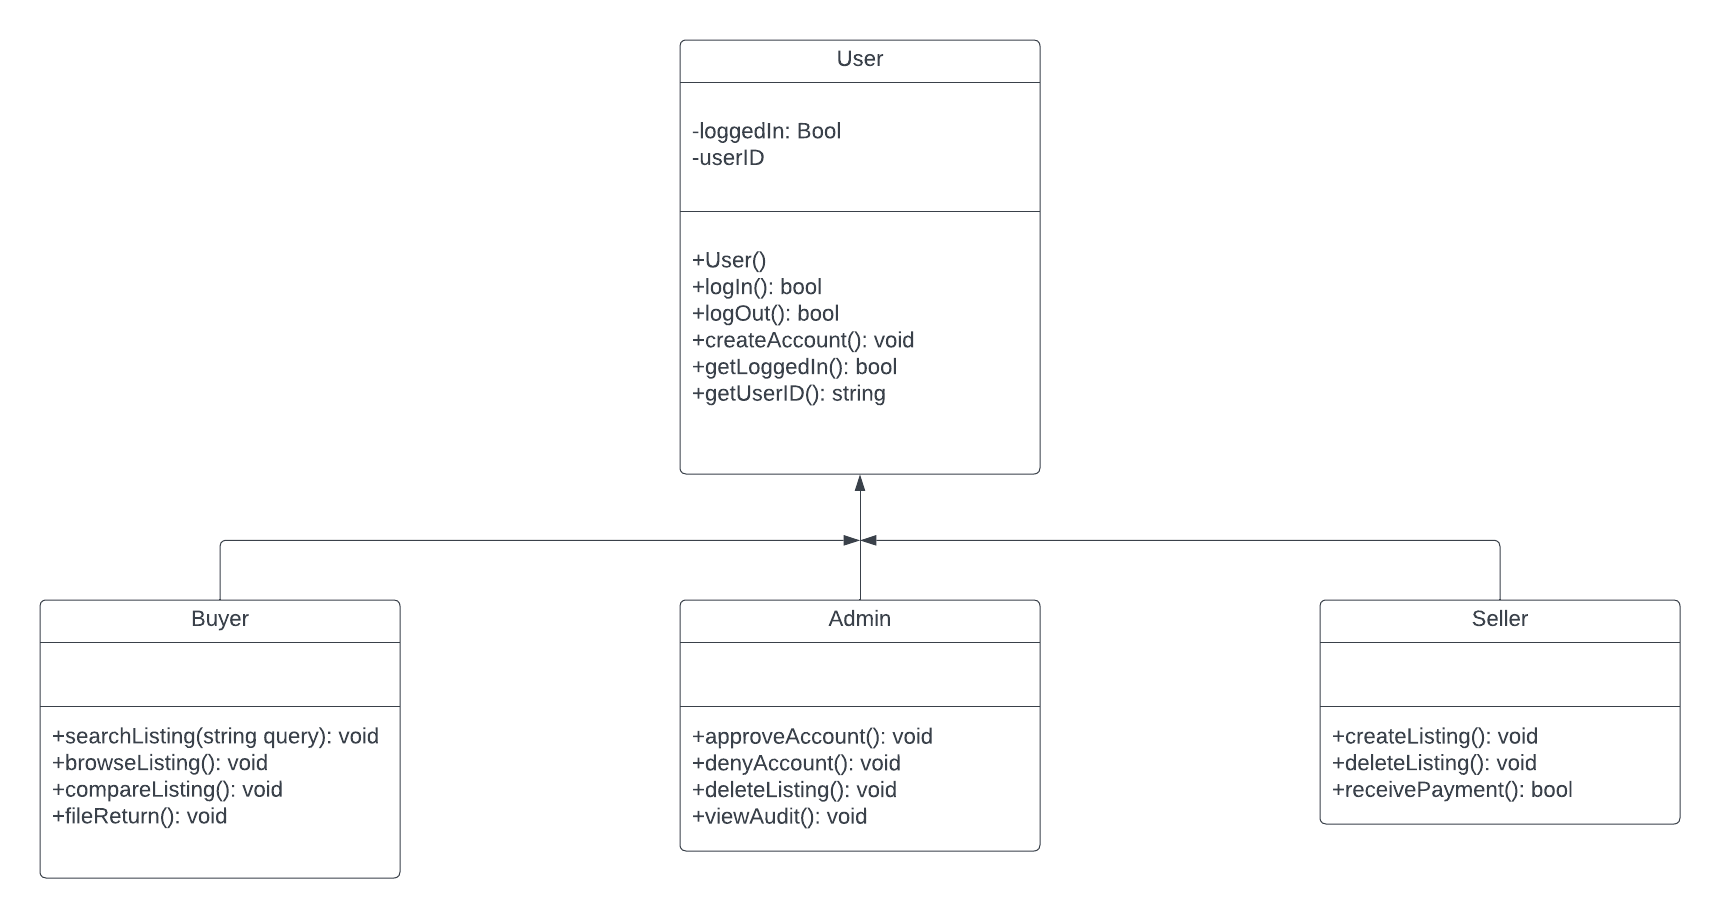 User
-loggedIn: Bool
-userID
+User()
+logIn(): bool
+logOut(): bool
+createAccount(): void
+getLoggedIn(): bool
+getUserID(): string
Buyer
+searchListing(string query): void
+browseListing(): void
+compareListing(): void
+fileReturn(): void
Admin
+approveAccount(): void
+denyAccount(): void
+deleteListing(): void
+viewAudit(): void
Seller
+createListing(): void
+deleteListing(): void
+receivePayment(): bool